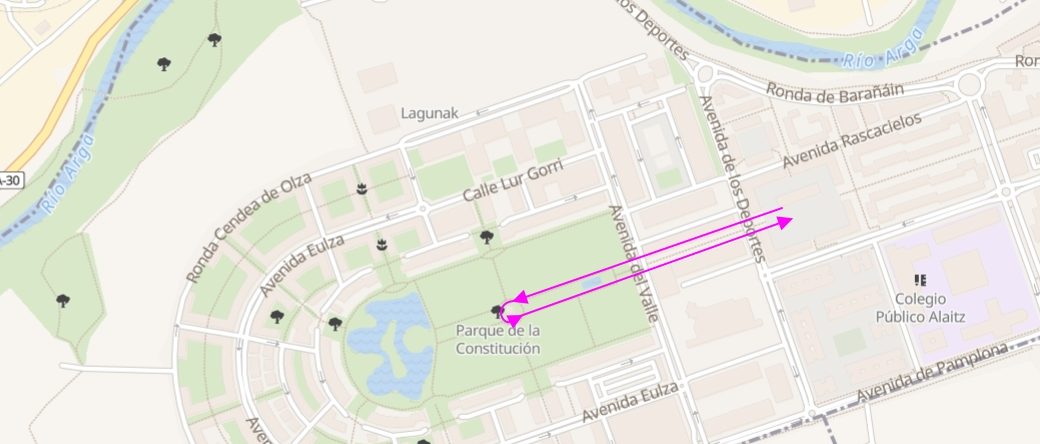 los Deportes
Río Arga
Ronda de Barañáin
Ron
Lagunak
Avenida Rascacielos
Avenida de los Deportes
Río Arga
A-30
Calle Lur Gorri
Ronda Cendea de Olza
Avenida Eulza
Avenida del Valle
Colegio
Público Alaitz
Parque de la
Constitución
Avenida de Pamplona
Avenida Eulza
Aven